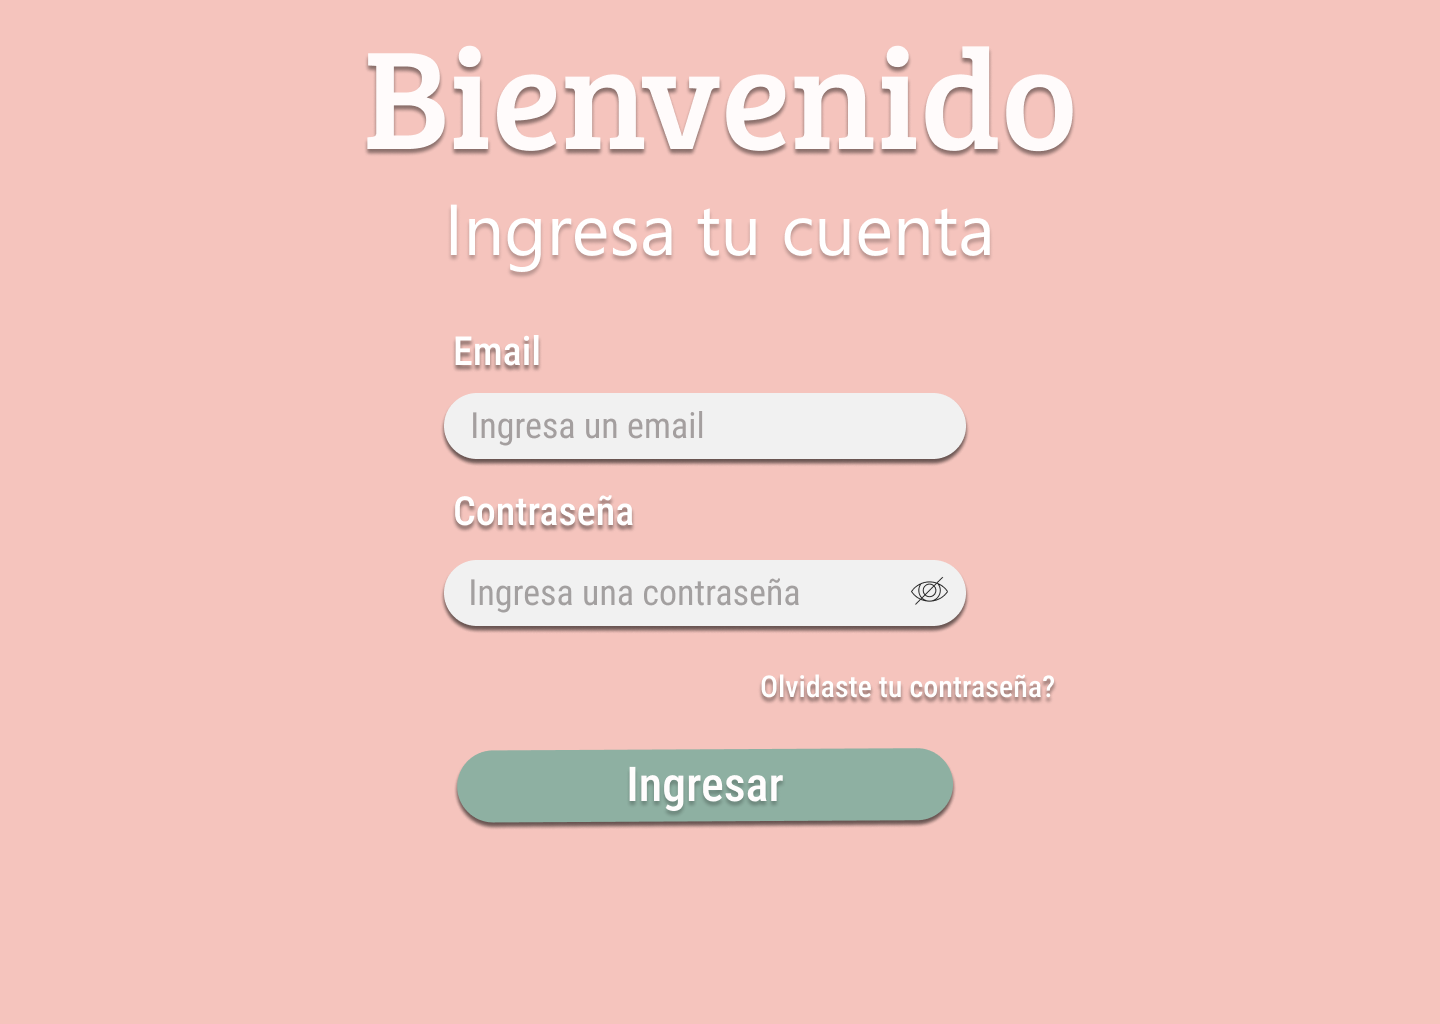 Bienvenido
Ingresa tu cuenta
Email
Ingresa un email
Contraseña
Ingresa una contraseña
Olvidaste tu contraseña?
Ingresar